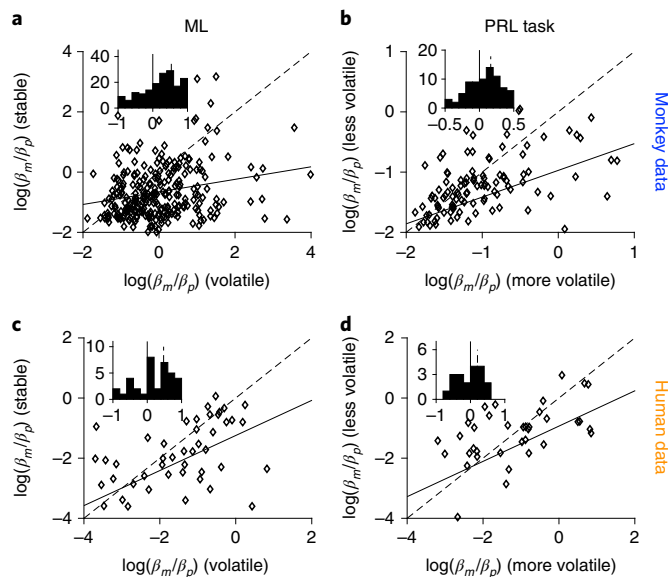 a ML b PRL task
4
40
20
0
–1 0 1
2
–0
–2
–2 0 2 4
log(βm/βp) (stable)
log(βm/βp) (volatile)
1
20
10
0
–0.5 0 0.5
0
–1
–2
–2 –1 0 1
log(βm/βp) (less volatile)
log(βm/βp) (more volatile)
Monkey data
c
2
10
5
0
–1 0 1
0
–2
–4
–4 –2 0 2
log(βm/βp) (stable)
log(βm/βp) (volatile)
d
2
6
3
0
–1 0 1
0
–2
–4
–4 –2 0 2
log(βm/βp) (less volatile)
log(βm/βp) (more volatile)
Human data